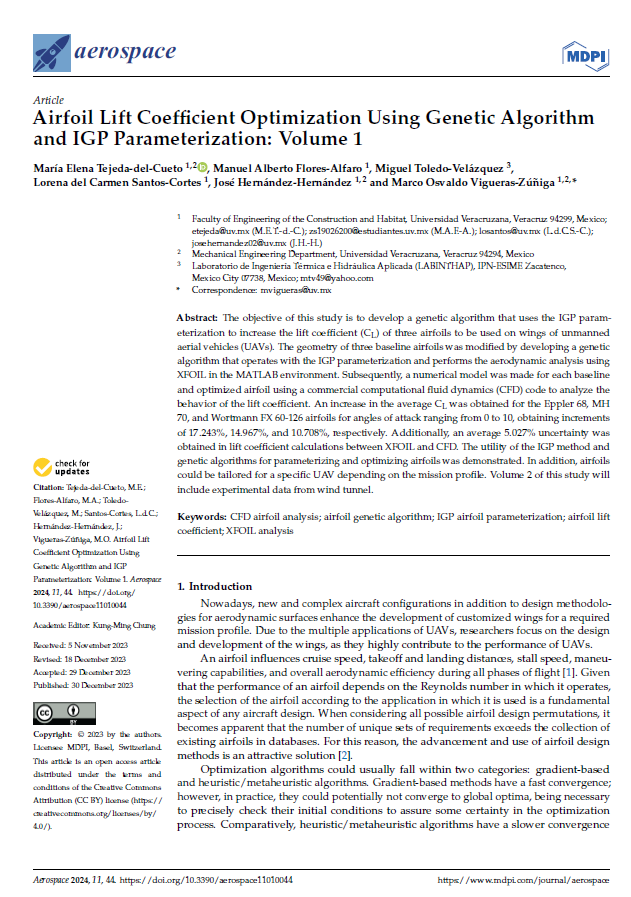 aerospace
MDPI
Article
Airfoil Lift Coefficient Optimization Using Genetic Algorithm
and IGP Parameterization: Volume 1
María Elena Tejeda-del-Cueto 1,2, Manuel Alberto Flores-Alfaro 1, Miguel Toledo-Velázquez 3,
Lorena del Carmen Santos-Cortes 1, José Hernández-Hernández 1,2 and Marco Osvaldo Vigueras-Zúñiga 1,2,*
1 Faculty of Engineering of the Construction and Habitat, Universidad Veracruzana, Veracruz 94299, Mexico;
etejeda@uv.mx (M.E.T.-d.-C.); zs19026200@estudiantes.uv.mx (M.A.F.-A.); losantos@uv.mx (L.d.C.S.-C.);
josehernandez02@uv.mx (J.H.-H.)
2 Mechanical Engineering Department, Universidad Veracruzana, Veracruz 94294, Mexico
3 Laboratorio de Ingeniería Térmica e Hidráulica Aplicada (LABINTHAP), IPN-ESIME Zacatenco,
Mexico City 07738, Mexico; mtv49@yahoo.com
* Correspondence: mvigueras@uv.mx
Abstract: The objective of this study is to develop a genetic algorithm that uses the IGP param-
eterization to increase the lift coefficient (CL) of three airfoils to be used on wings of unmanned
aerial vehicles (UAVs). The geometry of three baseline airfoils was modified by developing a genetic
algorithm that operates with the IGP parameterization and performs the aerodynamic analysis using
XFOIL in the MATLAB environment. Subsequently, a numerical model was made for each baseline
and optimized airfoil using a commercial computational fluid dynamics (CFD) code to analyze the
behavior of the lift coefficient. An increase in the average CL was obtained for the Eppler 68, MH
70, and Wortmann FX 60-126 airfoils for angles of attack ranging from 0 to 10, obtaining increments
of 17.243%, 14.967%, and 10.708%, respectively. Additionally, an average 5.027% uncertainty was
obtained in lift coefficient calculations between XFOIL and CFD. The utility of the IGP method and
genetic algorithms for parameterizing and optimizing airfoils was demonstrated. In addition, airfoils
could be tailored for a specific UAV depending on the mission profile. Volume 2 of this study will
include experimental data from wind tunnel.
Keywords: CFD airfoil analysis; airfoil genetic algorithm; IGP airfoil parameterization; airfoil lift
coefficient; XFOIL analysis
check for
updates
Citation: Tejeda-del-Cueto, M.E.;
Flores-Alfaro, M.A.; Toledo-
Velázquez, M.; Santos-Cortes, L.d.C.;
Hernández-Hernández, J.;
Vigueras-Zúñiga, M.O. Airfoil Lift
Coefficient Optimization Using
Genetic Algorithm and IGP
Parameterization: Volume 1. Aerospace
2024, 11, 44. https://doi.org/
10.3390/aerospace11010044
Academic Editor: Kung-Ming Chung
Received: 5 November 2023
Revised: 18 December 2023
Accepted: 29 December 2023
Published: 30 December 2023
CC BY
Copyright: © 2023 by the authors.
Licensee MDPI, Basel, Switzerland.
This article is an open access article
distributed under the terms and
conditions of the Creative Commons
Attribution (CC BY) license (https://
creativecommons.org/licenses/by/
4.0/).
1. Introduction
Nowadays, new and complex aircraft configurations in addition to design methodolo-
gies for aerodynamic surfaces enhance the development of customized wings for a required
mission profile. Due to the multiple applications of UAVs, researchers focus on the design
and development of the wings, as they highly contribute to the performance of UAVs.
An airfoil influences cruise speed, takeoff and landing distances, stall speed, maneu-
vering capabilities, and overall aerodynamic efficiency during all phases of flight [1]. Given
that the performance of an airfoil depends on the Reynolds number in which it operates,
the selection of the airfoil according to the application in which it is used is a fundamental
aspect of any aircraft design. When considering all possible airfoil design permutations, it
becomes apparent that the number of unique sets of requirements exceeds the collection of
existing airfoils in databases. For this reason, the advancement and use of airfoil design
methods is an attractive solution [2].
Optimization algorithms could usually fall within two categories: gradient-based
and heuristic/metaheuristic algorithms. Gradient-based methods have a fast convergence;
however, in practice, they could potentially not converge to global optima, being necessary
to precisely check their initial conditions to assure some certainty in the optimization
process. Comparatively, heuristic/metaheuristic algorithms have a slower convergence
Aerospace 2024, 11, 44. https://doi.org/10.3390/aerospace11010044
https://www.mdpi.com/journal/aerospace